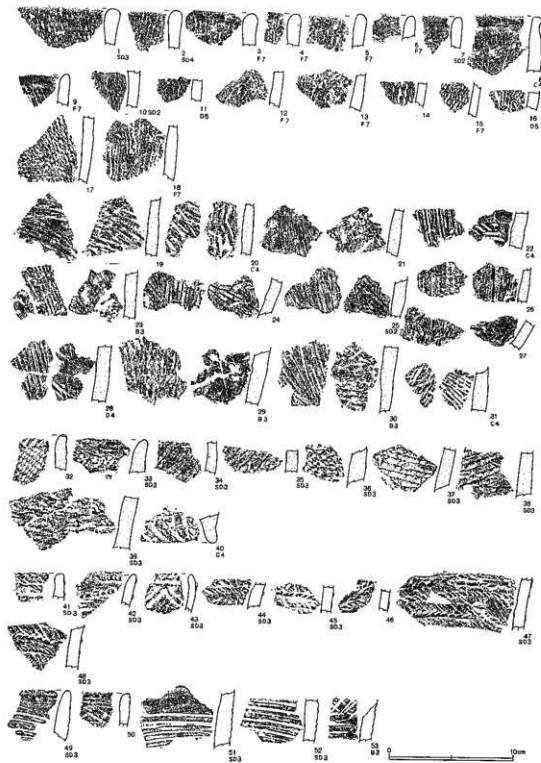 1 2 3 4 5 6 7
SD3 SD4 F7 F7 F7 F7 SD2
9 10 SD2 11 12 13 14 15 16
F7 D5 F7 F7 F7 D5
17 18
F7
19 20 21 22
C4 C4
23 24 25 26
B3 SD2
27
28 29 30 31
D4 B3 B3 C4
32 33 34 35 36 37 38
SD3 SD3 SD3 SD3 SD3 SD3
39 40
SD3 C4
41 42 43 44 45 46 47
SD3 SD3 SD3 SD3 SD3 SD3
48
SD3
49 50 51 52 53
SD3 SD3 SD3 B3
0 10cm